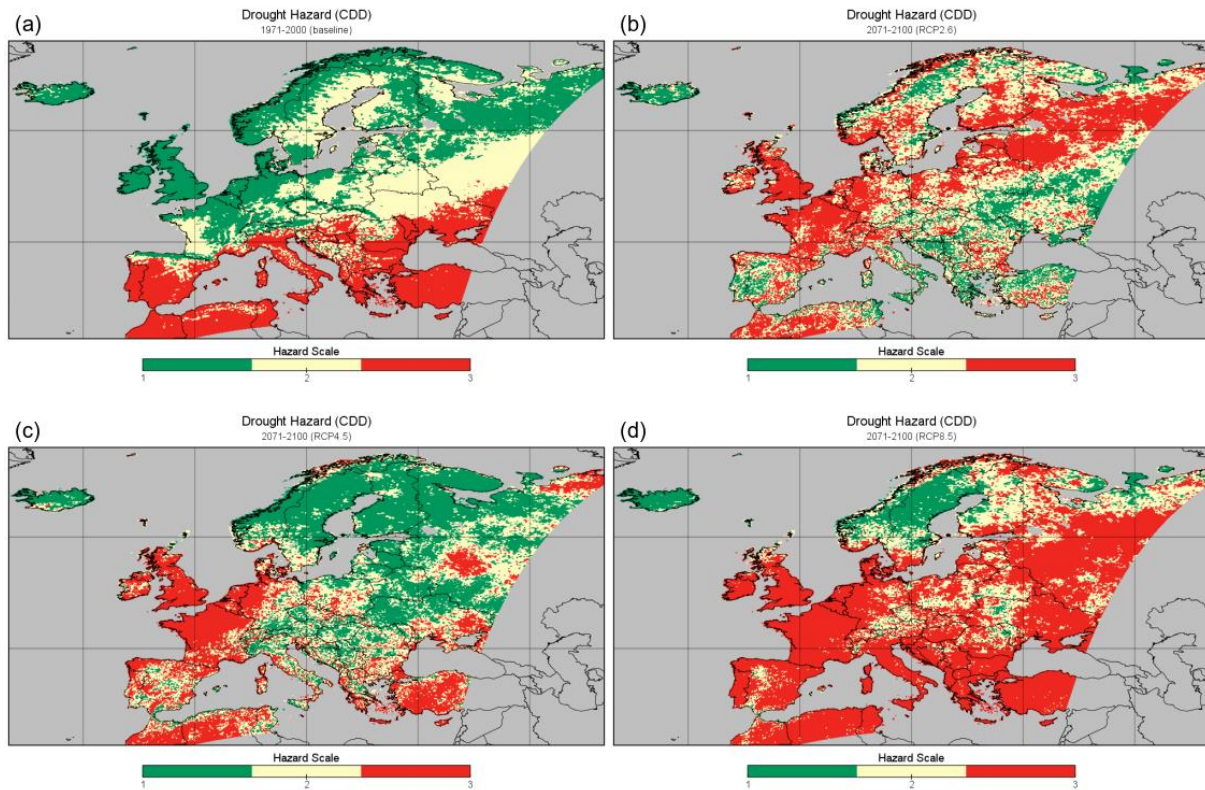 (a)
Drought Hazard (CDD)
1971-2000 (baseline)
Hazard Scale
1
2
3
(b)
Drought Hazard (CDD)
2071-2100 (RCP2.6)
Hazard Scale
1
2
3
(c)
Drought Hazard (CDD)
2071-2100 (RCP4.5)
Hazard Scale
1
2
3
(d)
Drought Hazard (CDD)
2071-2100 (RCP8.5)
Hazard Scale
1
2
3